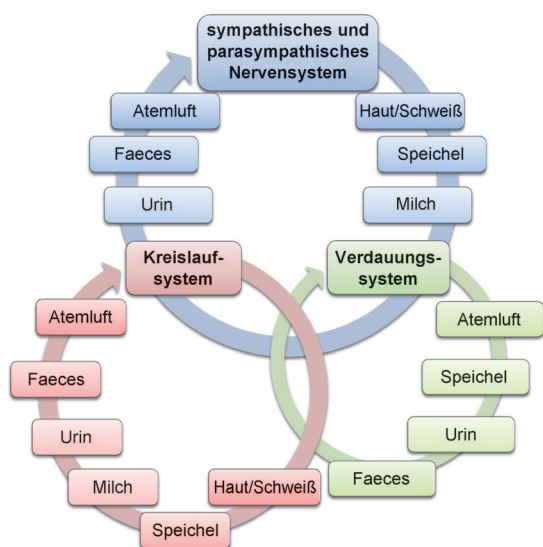 sympathisches und
parasympathisches
Nervensystem
Atemluft
Haut/Schweiß
Faeces
Speichel
Urin
Milch
Kreislauf-
system
Verdauungs-
system
Atemluft
Faeces
Urin
Milch
Speichel
Haut/Schweiß
Atemluft
Speichel
Urin
Faeces